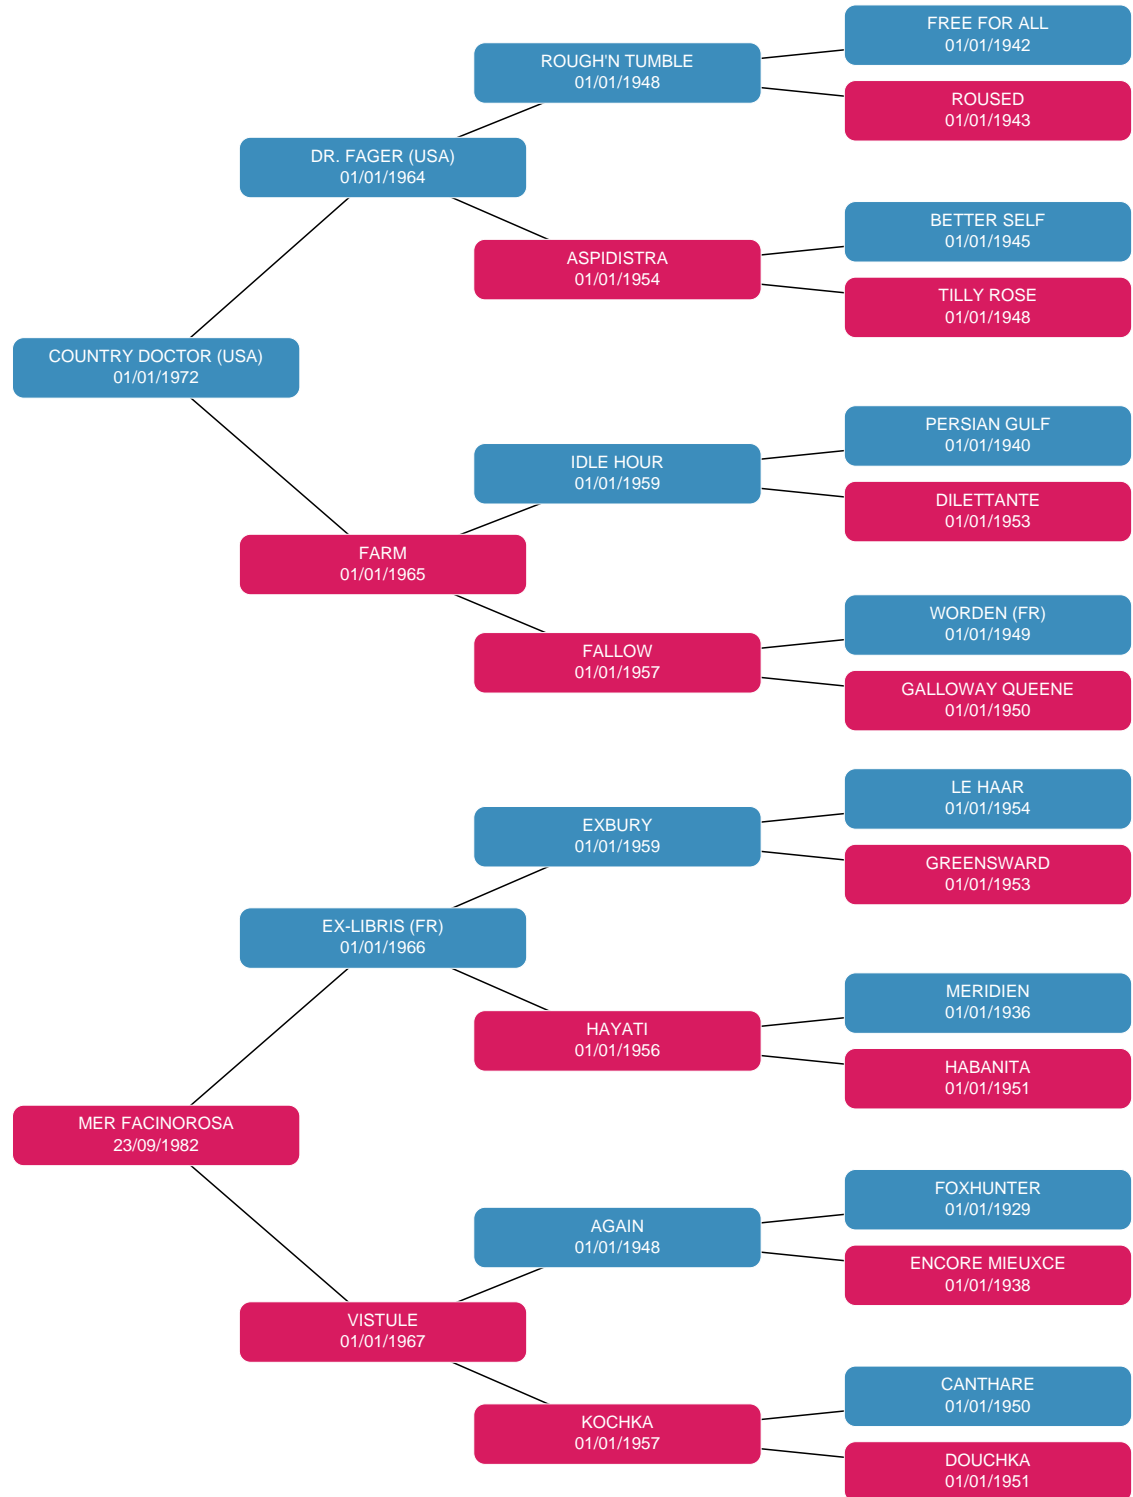 FREE FOR ALL
01/01/1942
ROUGH'N TUMBLE
01/01/1948
ROUSED
01/01/1943
DR. FAGER (USA)
01/01/1964
BETTER SELF
01/01/1945
ASPIDISTRA
01/01/1954
TILLY ROSE
01/01/1948
COUNTRY DOCTOR (USA)
01/01/1972
PERSIAN GULF
01/01/1940
IDLE HOUR
01/01/1959
DILETTANTE
01/01/1953
FARM
01/01/1965
WORDEN (FR)
01/01/1949
FALLOW
01/01/1957
GALLOWAY QUEENE
01/01/1950
LE HAAR
01/01/1954
EXBURY
01/01/1959
GREENSWARD
01/01/1953
EX-LIBRIS (FR)
01/01/1966
MERIDIEN
01/01/1936
HAYATI
01/01/1956
HABANITA
01/01/1951
MER FACINOROSA
23/09/1982
FOXHUNTER
01/01/1929
AGAIN
01/01/1948
ENCORE MIEUXCE
01/01/1938
VISTULE
01/01/1967
CANTHARE
01/01/1950
KOCHKA
01/01/1957
DOUCHKA
01/01/1951